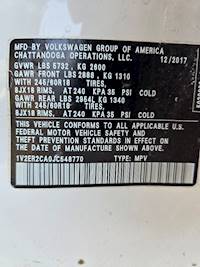 MFD. BY VOLKSWAGEN GROUP OF AMERICA
CHATTANOOGA OPERATIONS, LLC.
12/2017
GVWR LBS 5732 , KG 2600
GAWR FRONT LBS 2888 , KG 1310
WITH 245/60R18 TIRES
8JX18 RIMS, AT 240 KPA 35 PSI COLD
GAWR REAR LBS 2954 , KG 1340
WITH 245/60R18 TIRES
8JX18 RIMS, AT 240 KPA 35 PSI COLD
THIS VEHICLE CONFORMS TO ALL APPLICABLE U.S.
FEDERAL MOTOR VEHICLE SAFETY AND
THEFT PREVENTION STANDARDS IN EFFECT ON
THE DATE OF MANUFACTURE SHOWN ABOVE
1V2ER2CA0JC548770 TYPE: MPV